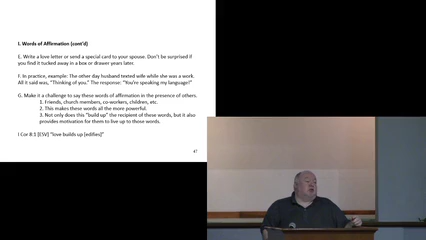 I. Words of Affirmation (cont'd)
E. Write a love letter or send a special card to your spouse. Don't be surprised if
you find it tucked away in a box or drawer years later.
F. In practice, example: The other day husband texted wife while she was a work.
All it said was, "Thinking of you." The response: "You're speaking my language!"
G. Make it a challenge to say these words of affirmation in the presence of others.
1. Friends, church members, co-workers, children, etc.
2. This makes these words all the more powerful.
3. Not only does this "build up" the recipient of these words, but it also
provides motivation for them to live up to those words.
I Cor 8:1 [ESV] "love builds up [edifies]"
47